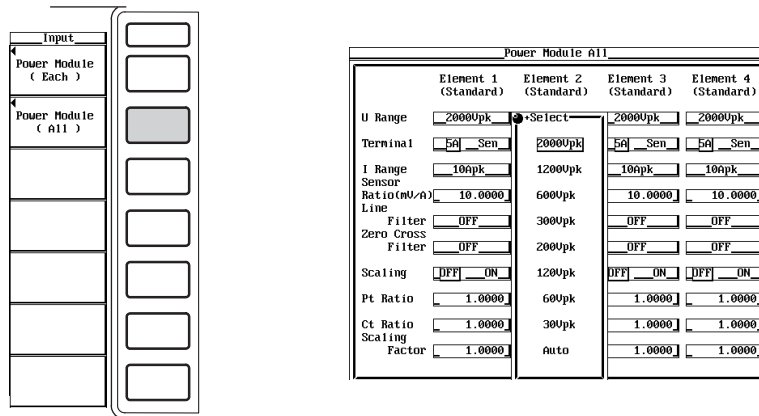 Input
Power Module
( Each )
Power Module
( All )
Power Module All
Element 1 Element 2 Element 3 Element 4
(Standard) (Standard) (Standard) (Standard)
U Range 2000Vpk +Select 2000Vpk 2000Vpk
Terminal 5A Sen 2000Vpk 5A Sen 5A Sen
I Range 10Apk 1200Vpk 10Apk 10Apk
Sensor
Ratio(mV/A) 10.0000 600Vpk 10.0000 10.0000
Line
Filter OFF 300Vpk OFF OFF
Zero Cross
Filter OFF 200Vpk OFF OFF
Scaling OFF ON 120Vpk OFF ON OFF ON
Pt Ratio 1.0000 60Vpk 1.0000 1.0000
Ct Ratio 1.0000 30Vpk 1.0000 1.0000
Scaling
Factor 1.0000 Auto 1.0000 1.0000